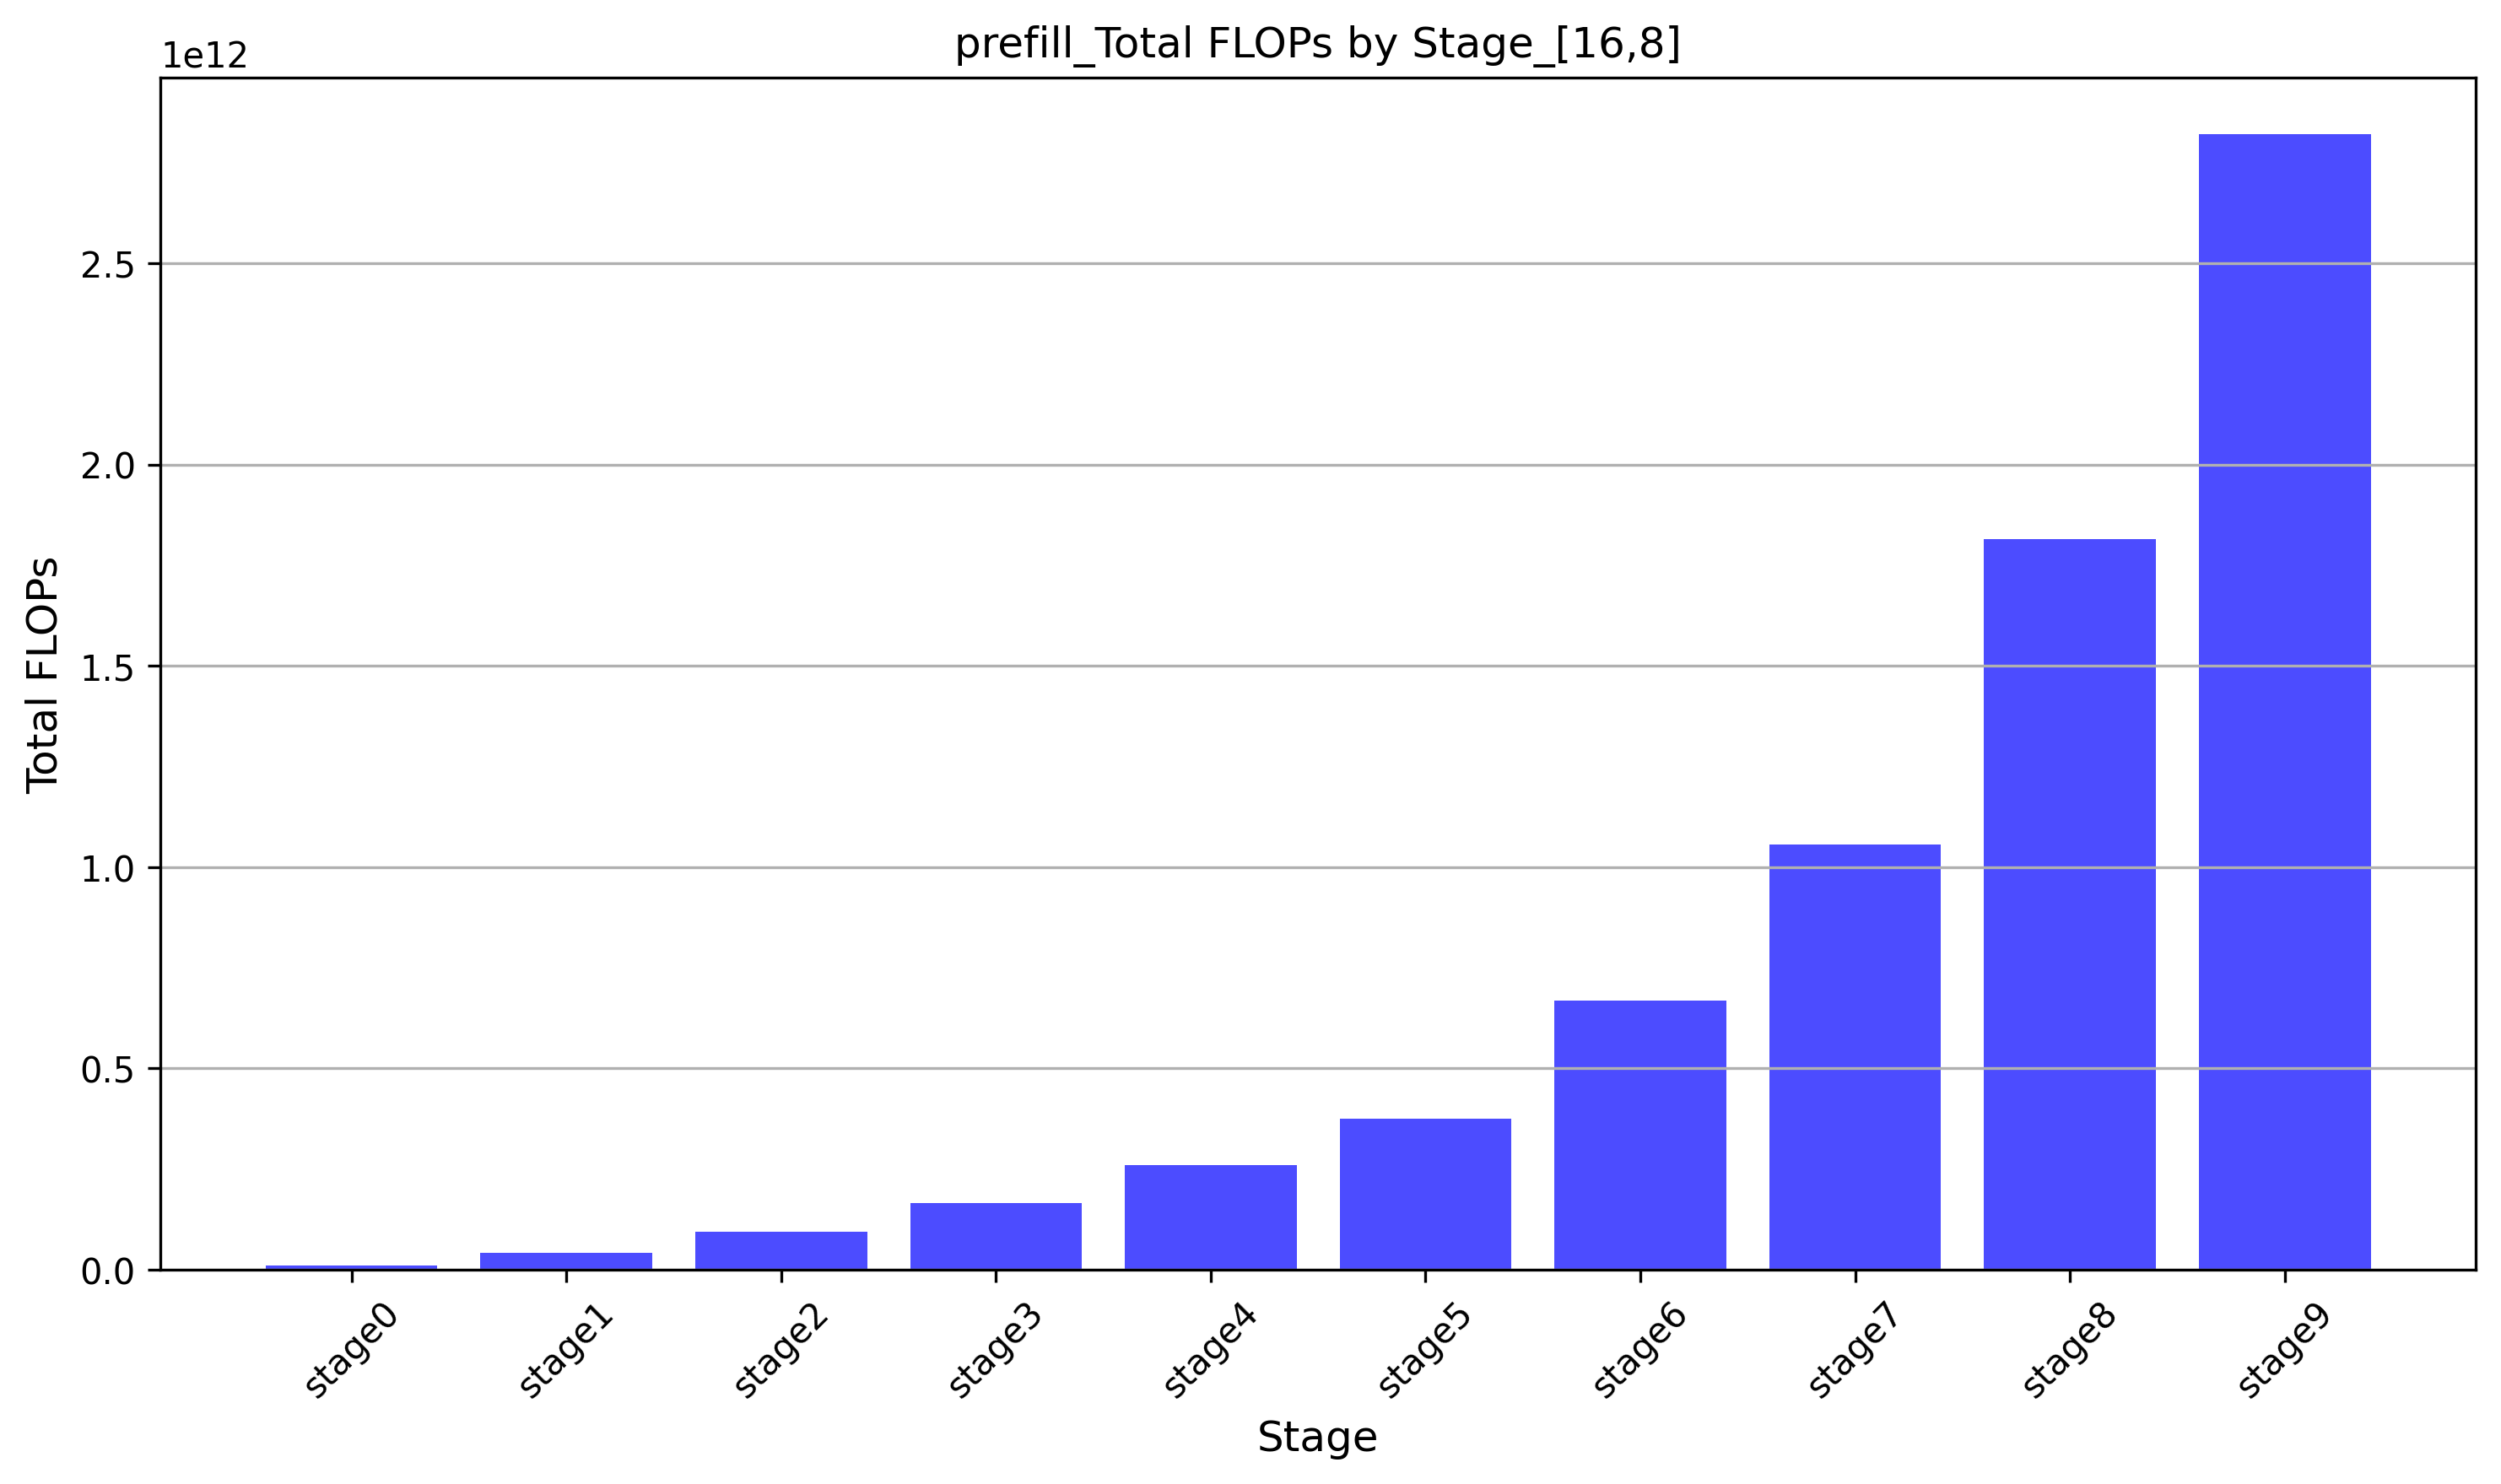 prefill_Total FLOPs by Stage_[16,8]
1e12
2.5
2.0
1.5
1.0
0.5
0.0
Total FLOPs
stage0
stage1
stage2
stage3
stage4
stage5
stage6
stage7
stage8
stage9
Stage